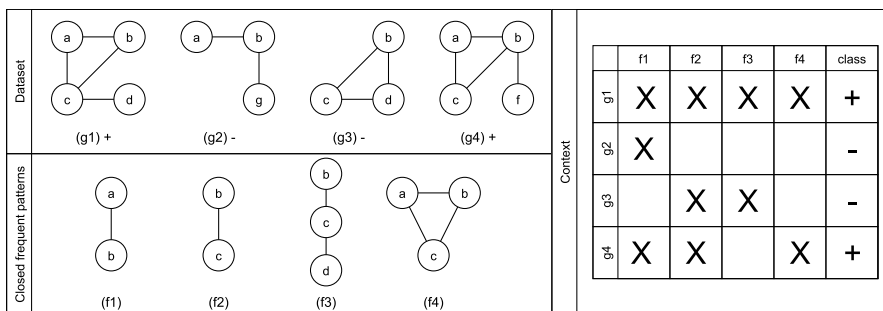 Dataset
a b
c d
(g1) +
a b
g
(g2) -
b
c d
(g3) -
a b
c f
(g4) +
Closed frequent patterns
a
b
(f1)
b
c
(f2)
b
c
d
(f3)
a b
c
(f4)
Context
f1 f2 f3 f4 class
g1 X X X X +
g2 X -
g3 X X -
g4 X X X +